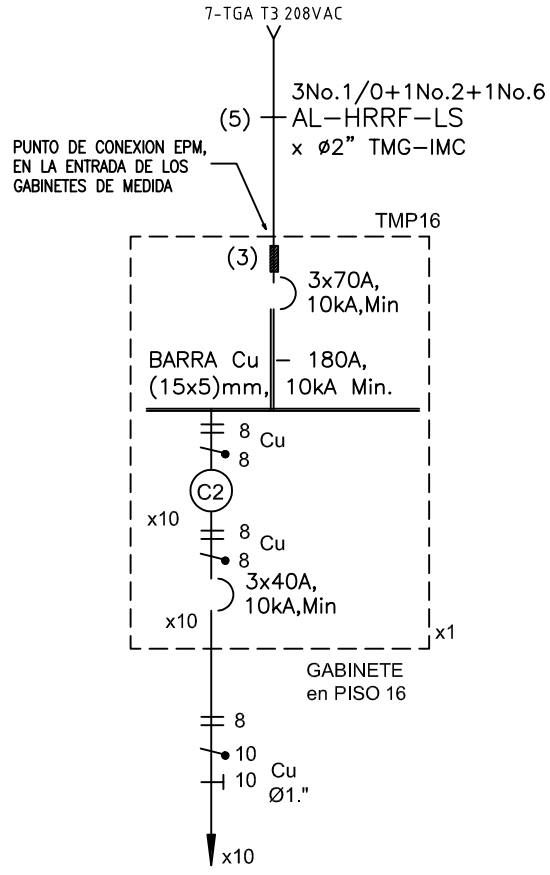 7-TGA T3 208VAC
3No.1/0+1No.2+1No.6
(5) AL-HRRF-LS
x ø2” TMG-IMC
PUNTO DE CONEXION EPM,
EN LA ENTRADA DE LOS
GABINETES DE MEDIDA
TMP16
(3)
3x70A,
10kA,Min
BARRA Cu 180A,
(15x5)mm, 10kA Min.
8 Cu
8
C2
x10
8 Cu
8
3x40A,
10kA,Min
x10
x1
GABINETE
en PISO 16
8
10
10 Cu
Ø1."
x10